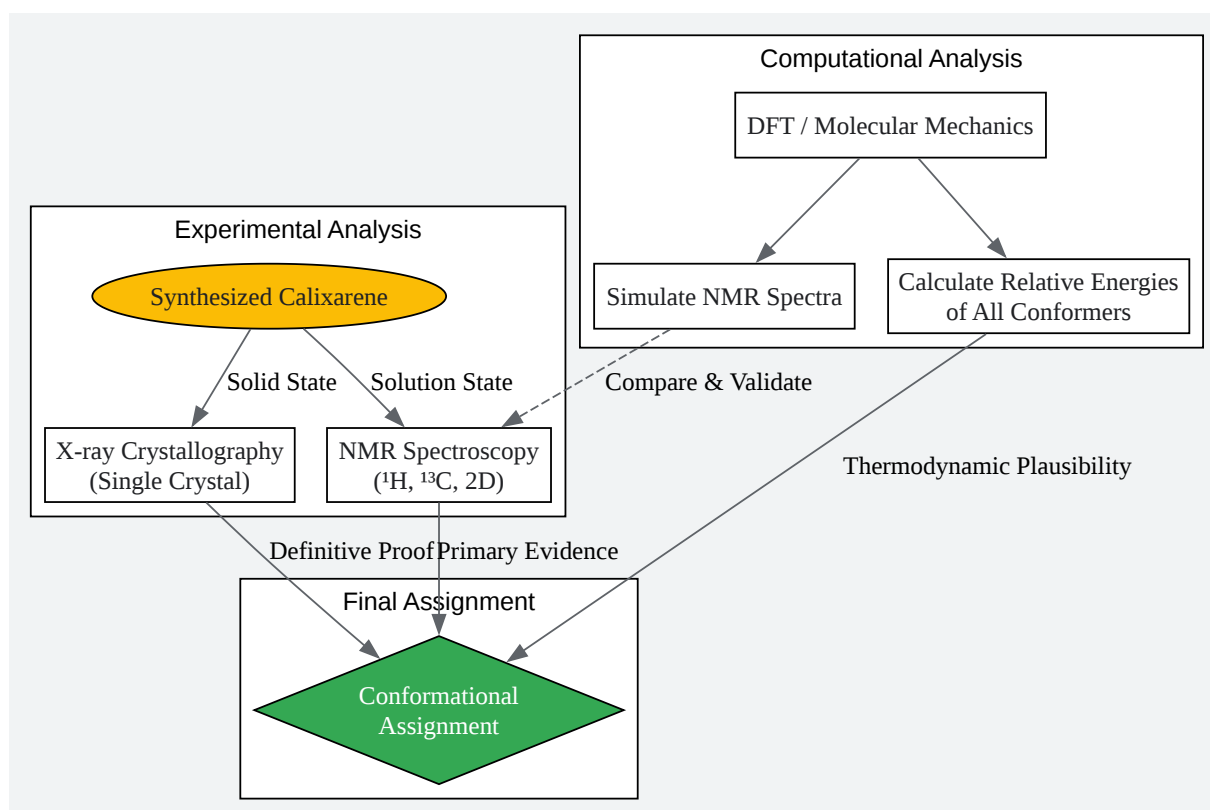 Computational Analysis
DFT / Molecular Mechanics
Experimental Analysis
Synthesized Calixarene
Simulate NMR Spectra
Calculate Relative Energies
of All Conformers
Solid State
Solution State
Compare & Validate
X-ray Crystallography
(Single Crystal)
NMR Spectroscopy
(¹H, ¹³C, 2D)
Thermodynamic Plausibility
Definitive Proof
Primary Evidence
Final Assignment
Conformational
Assignment